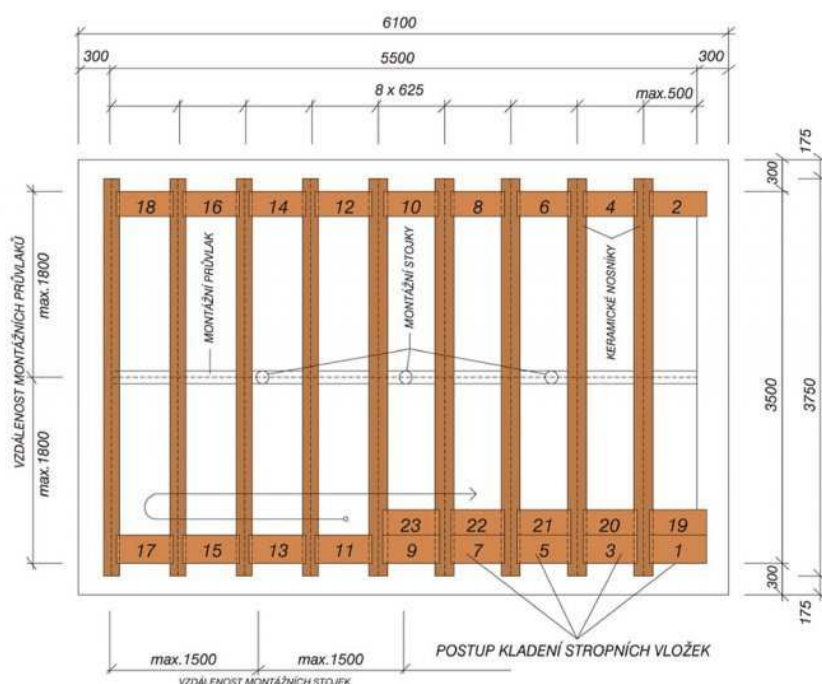 6100
300 5500 300
8 x 625 max.500
175
300
18 16 14 12 10 8 6 4 2
VZDÁLENOST MONTÁŽNÍCH PRŮVLAKŮ
max.1800
max.1800
MONTÁŽNÍ PRŮVLAK
MONTÁŽNÍ STOJKY
KERAMICKÉ NOSNÍKY
3500
3750
23 22 21 20 19
17 15 13 11 9 7 5 3 1
300
175
POSTUP KLADENÍ STROPNÍCH VLOŽEK
max.1500 max.1500
VZDÁLENOST MONTÁŽNÍCH STOJEK